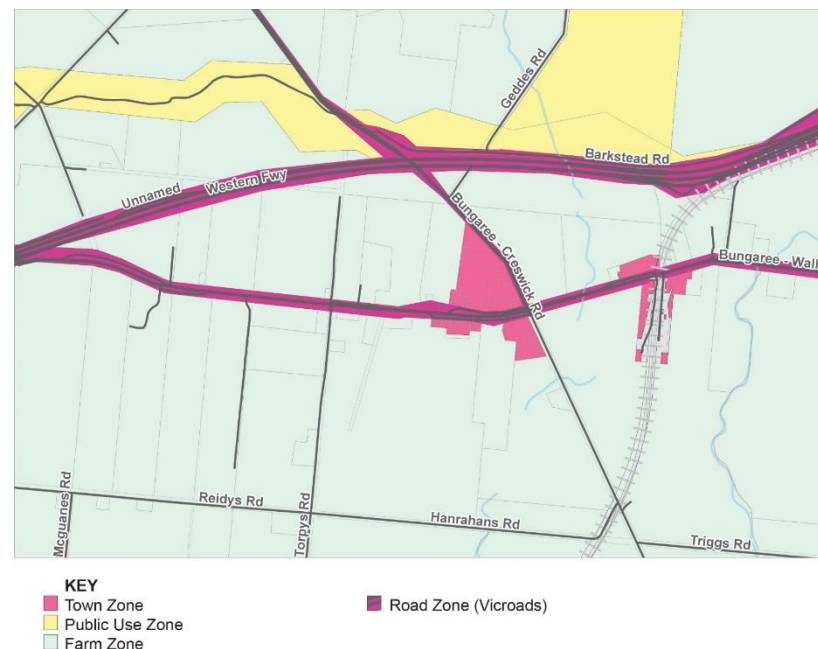 Geddes Rd
Barkstead Rd
Unnamed
Western Fwy
Bungaree - Creswick Rd
Bungaree - Wall
Reidys Rd
Mcguanes Rd
Torpys Rd
Hanrahans Rd
Triggs Rd
KEY
Town Zone
Public Use Zone
Farm Zone
Road Zone (Vicroads)